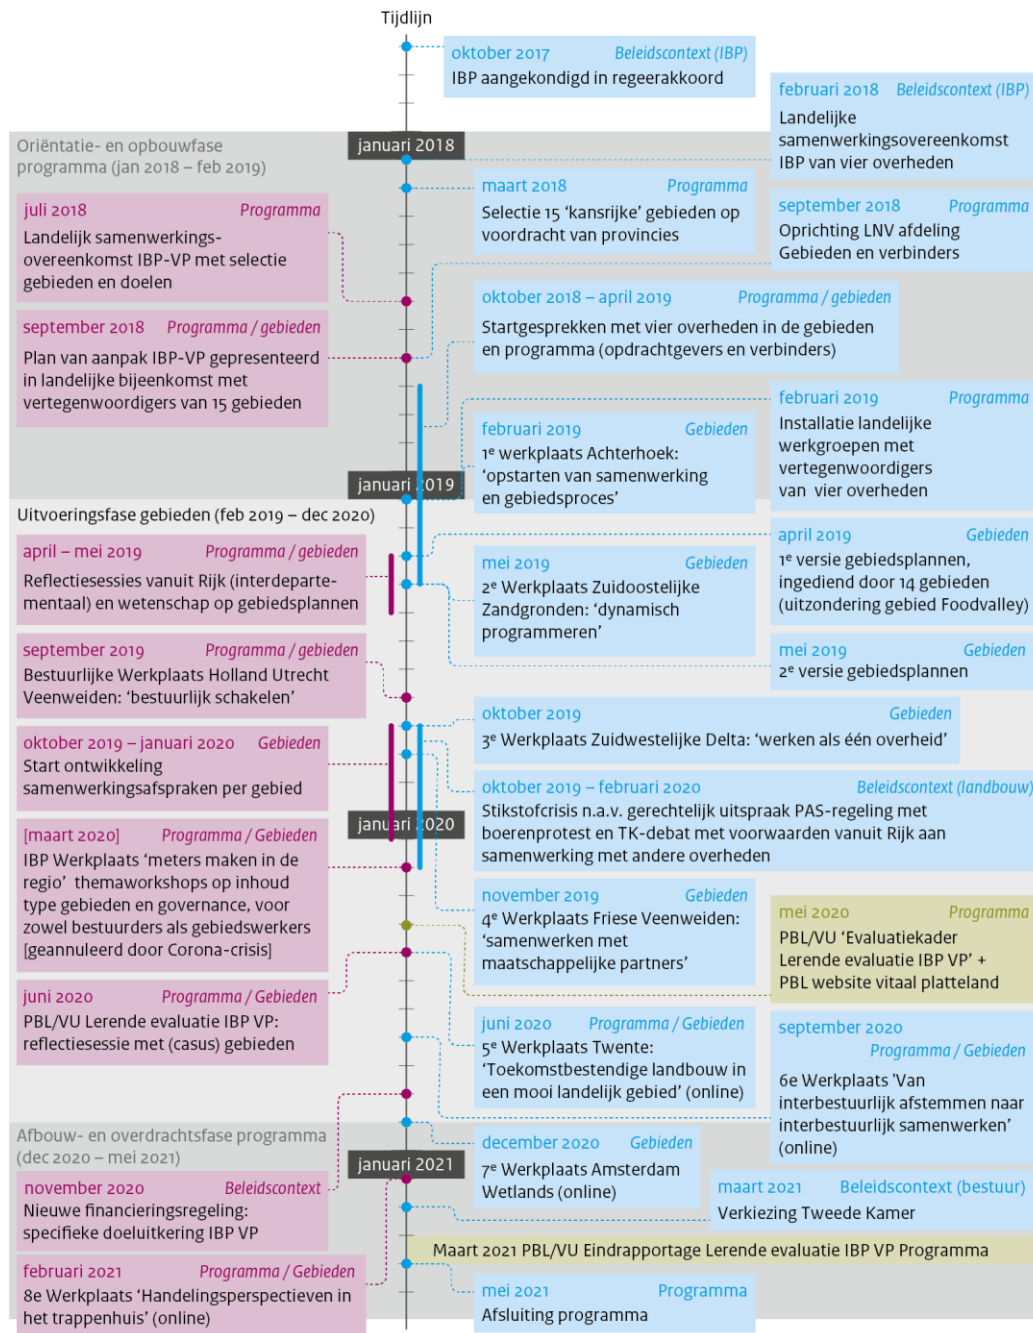 Tijdlijn
oktober 2017 Beleidscontext (IBP)
IBP aangekondigd in regeerakkoord
februari 2018 Beleidscontext (IBP)
Landelijke
samenwerkingsovereenkomst
IBP van vier overheden
Oriëntatie- en opbouwfase
programma (jan 2018 – feb 2019)
januari 2018
maart 2018 Programma
Selectie 15 ‘kansrijke’ gebieden op
voordracht van provincies
juli 2018 Programma
Landelijk samenwerkings-
overeenkomst IBP-VP met selectie
gebieden en doelen
september 2018 Programma
Oprichting LNV afdeling
Gebieden en verbinders
september 2018 Programma / gebieden
Plan van aanpak IBP-VP gepresenteerd
in landelijke bijeenkomst met
vertegenwoordigers van 15 gebieden
oktober 2018 – april 2019 Programma / gebieden
Startgesprekken met vier overheden in de gebieden
en programma (opdrachtgevers en verbinders)
februari 2019 Programma
Installatie landelijke
werkgroepen met
vertegenwoordigers
van vier overheden
februari 2019 Gebieden
1e werkplaats Achterhoek:
‘opstarten van samenwerking
en gebiedsproces’
januari 2019
Uitvoeringsfase gebieden (feb 2019 – dec 2020)
april – mei 2019 Programma / gebieden
Reflectiesessies vanuit Rijk (interdeparte-
mentaal) en wetenschap op gebiedsplannen
april 2019 Gebieden
1e versie gebiedsplannen,
ingediend door 14 gebieden
(uitzondering gebied Foodvalley)
mei 2019 Gebieden
2e Werkplaats Zuidoostelijke
Zandgronden: ‘dynamisch
programmeren’
mei 2019 Gebieden
2e versie gebiedsplannen
september 2019 Programma / gebieden
Bestuurlijke Werkplaats Holland Utrecht
Veenweiden: ‘bestuurlijk schakelen’
oktober 2019 Gebieden
3e Werkplaats Zuidwestelijke Delta: ‘werken als één overheid’
oktober 2019 – januari 2020 Gebieden
Start ontwikkeling
samenwerkingsafspraken per gebied
oktober 2019 – februari 2020 Beleidscontext (landbouw)
Stikstofcrisis n.a.v. gerechtelijk uitspraak PAS-regeling met
boerenprotest en TK-debat met voorwaarden vanuit Rijk aan
samenwerking met andere overheden
januari 2020
[maart 2020] Programma / Gebieden
IBP Werkplaats ‘meters maken in de
regio’ themaworkshops op inhoud
type gebieden en governance, voor
zowel bestuurders als gebiedswerkers
[geannuleerd door Corona-crisis]
november 2019 Gebieden
4e Werkplaats Friese Veenweiden:
‘samenwerken met
maatschappelijke partners’
mei 2020 Programma
PBL/VU ‘Evaluatiekader
Lerende evaluatie IBP VP’ +
PBL website vitaal platteland
juni 2020 Programma / Gebieden
PBL/VU Lerende evaluatie IBP VP:
reflectiesessie met (casus) gebieden
juni 2020 Programma / Gebieden
5e Werkplaats Twente:
‘Toekomstbestendige landbouw in
een mooi landelijk gebied’ (online)
september 2020
Programma / Gebieden
6e Werkplaats 'Van
interbestuurlijk afstemmen naar
interbestuurlijk samenwerken’
(online)
Afbouw- en overdrachtsfase programma
(dec 2020 – mei 2021)
december 2020 Gebieden
7e Werkplaats Amsterdam
Wetlands (online)
januari 2021
november 2020 Beleidscontext
Nieuwe financieringsregeling:
specifieke doeluitkering IBP VP
maart 2021 Beleidscontext (bestuur)
Verkiezing Tweede Kamer
Maart 2021 PBL/VU Eindrapportage Lerende evaluatie IBP VP Programma
februari 2021 Programma / Gebieden
8e Werkplaats ‘Handelingsperspectieven in
het trappenhuis’ (online)
mei 2021 Programma
Afsluiting programma